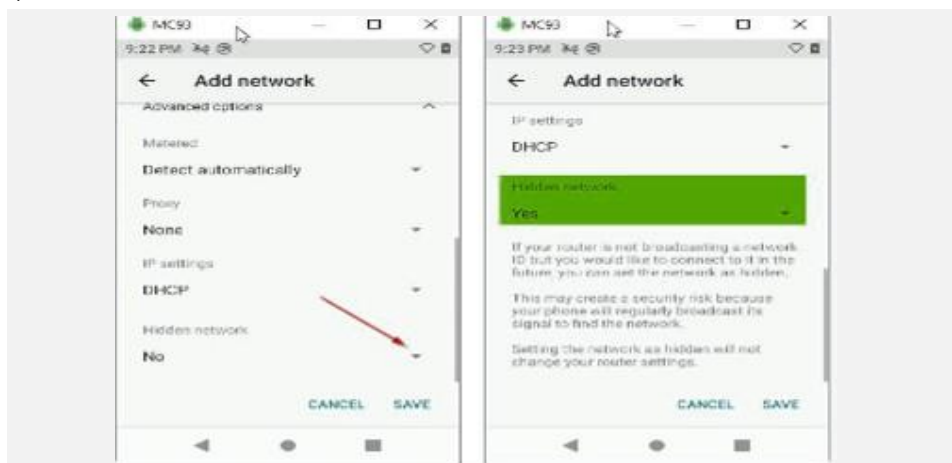 MC93
9:22 PM
Add network
Advanced options
Metered
Detect automatically
Proxy
None
IP settings
DHCP
Hidden network
No
CANCEL SAVE
MC93
9:23 PM
Add network
IP settings
DHCP
Hidden network
Yes
If your router is not broadcasting a network
ID but you would like to connect to it in the
future, you can set the network as hidden.
This may create a security risk because
your phone will regularly broadcast its
signal to find the network.
Setting the network as hidden will not
change your router settings.
CANCEL SAVE